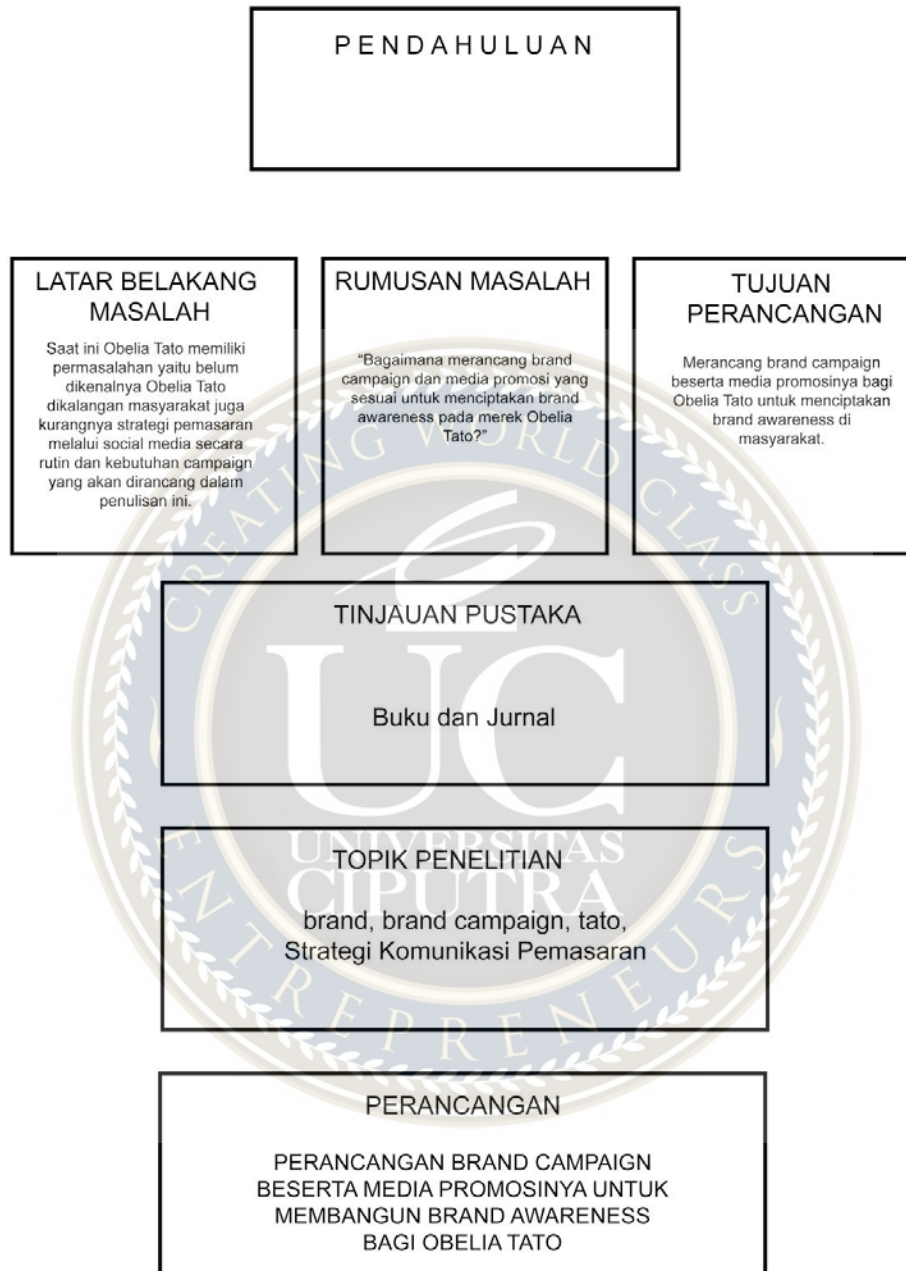 PENDAHULUAN
LATAR BELAKANG
MASALAH
Saat ini Obelia Tato memiliki
permasalahan yaitu belum
dikenalnya Obelia Tato
dikalangan masyarakat juga
kurangnya strategi pemasaran
melalui social media secara
rutin dan kebutuhan campaign
yang akan dirancang dalam
penulisan ini.
RUMUSAN MASALAH
“Bagaimana merancang brand
campaign dan media promosi yang
sesuai untuk menciptakan brand
awareness pada merek Obelia
Tato?”
TUJUAN
PERANCANGAN
Merancang brand campaign
beserta media promosinya bagi
Obelia Tato untuk menciptakan
brand awareness di
masyarakat.
CREATING WORLD CLASS
UC
UNIVERSITAS
CIPUTRA
ENTREPRENEURS
TINJAUAN PUSTAKA
Buku dan Jurnal
TOPIK PENELITIAN
brand, brand campaign, tato,
Strategi Komunikasi Pemasaran
PERANCANGAN
PERANCANGAN BRAND CAMPAIGN
BESERTA MEDIA PROMOSINYA UNTUK
MEMBANGUN BRAND AWARENESS
BAGI OBELIA TATO